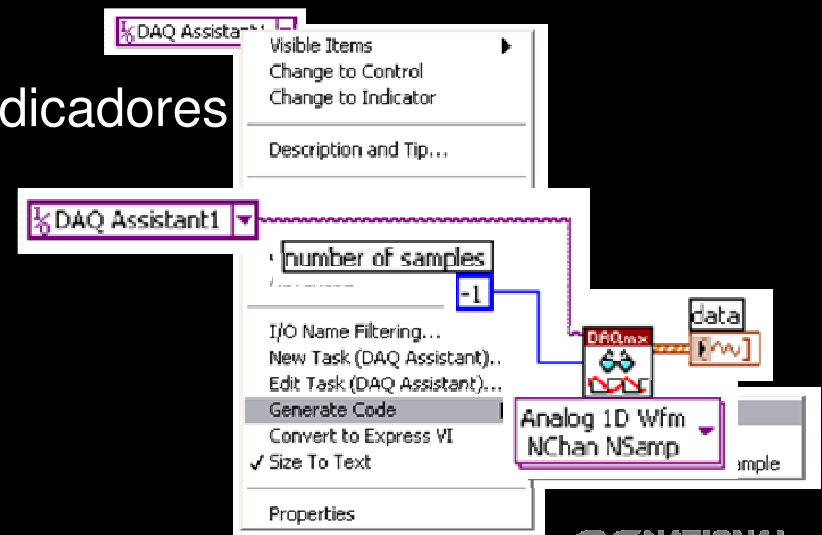 DAQ Assistant1
Visible Items
Change to Control
Change to Indicator
dicadores
Description and Tip...
DAQ Assistant1
number of samples
-1
data
I/O Name Filtering...
New Task (DAQ Assistant)..
Edit Task (DAQ Assistant)...
Generate Code
Convert to Express VI
✓ Size To Text
Properties
DAQmx
Analog 1D Wfm
NChan NSamp
ample